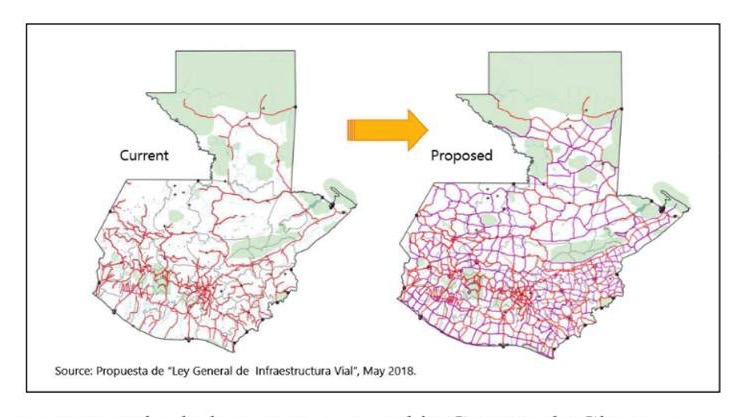 Current
Proposed
Source: Propuesta de “Ley General de Infraestructura Vial”, May 2018.